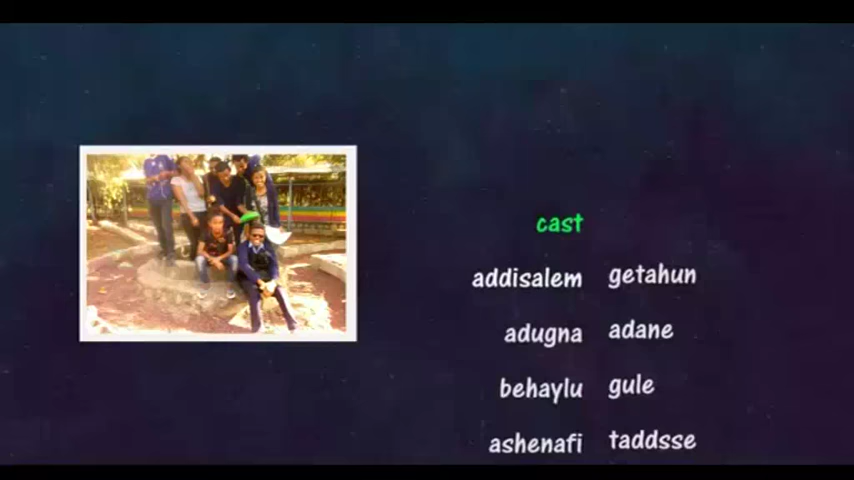 cast
addisalem getahun
adugna adane
behaylu gule
ashenafi taddsse